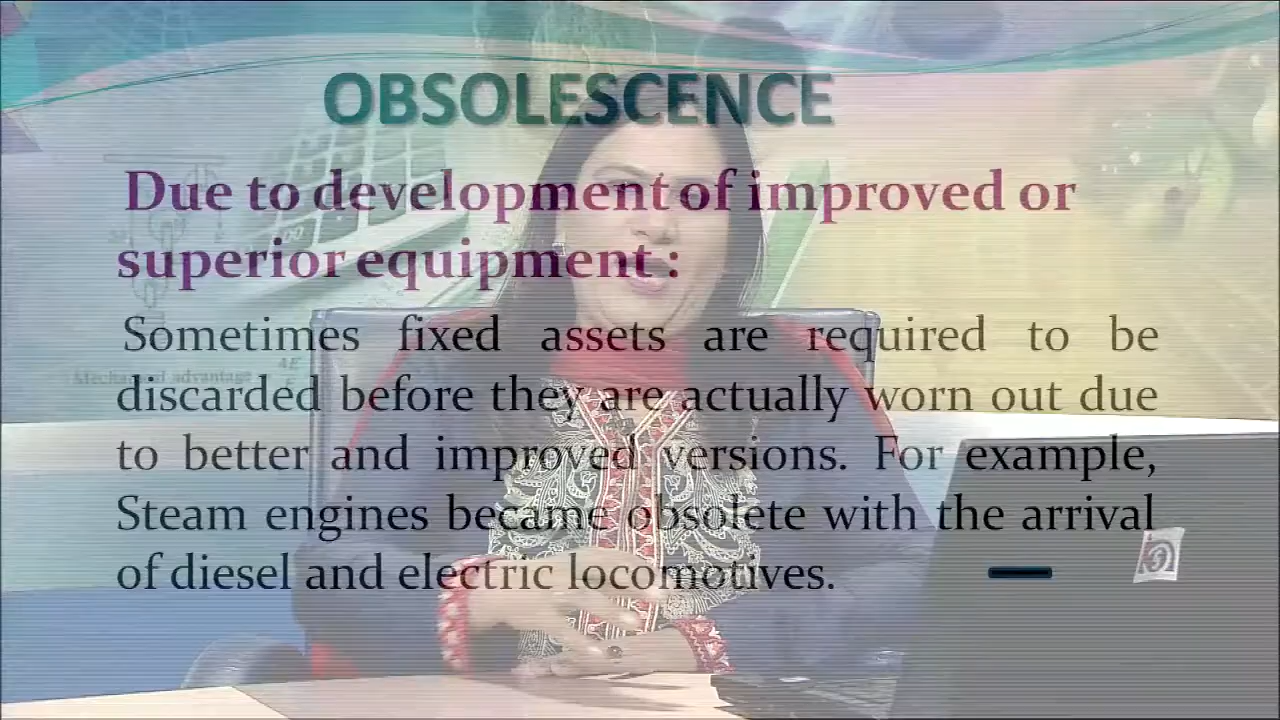 OBSOLESCENCE
Due to development of improved or
superior equipment :
Sometimes fixed assets are required to be
discarded before they are actually worn out due
to better and improved versions. For example,
Steam engines became obsolete with the arrival
of diesel and electric locomotives.
Mechanical advantage